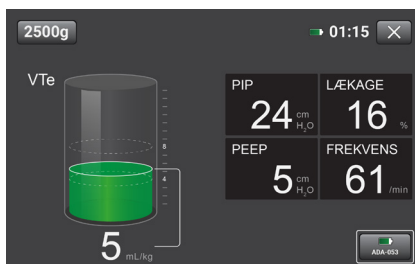 2500g
01:15
VTe
8
4
5 mL/kg
PIP
24 cm H₂O
LÆKAGE
16 %
PEEP
5 cm H₂O
FREKVENS
61 /min
ADA-053